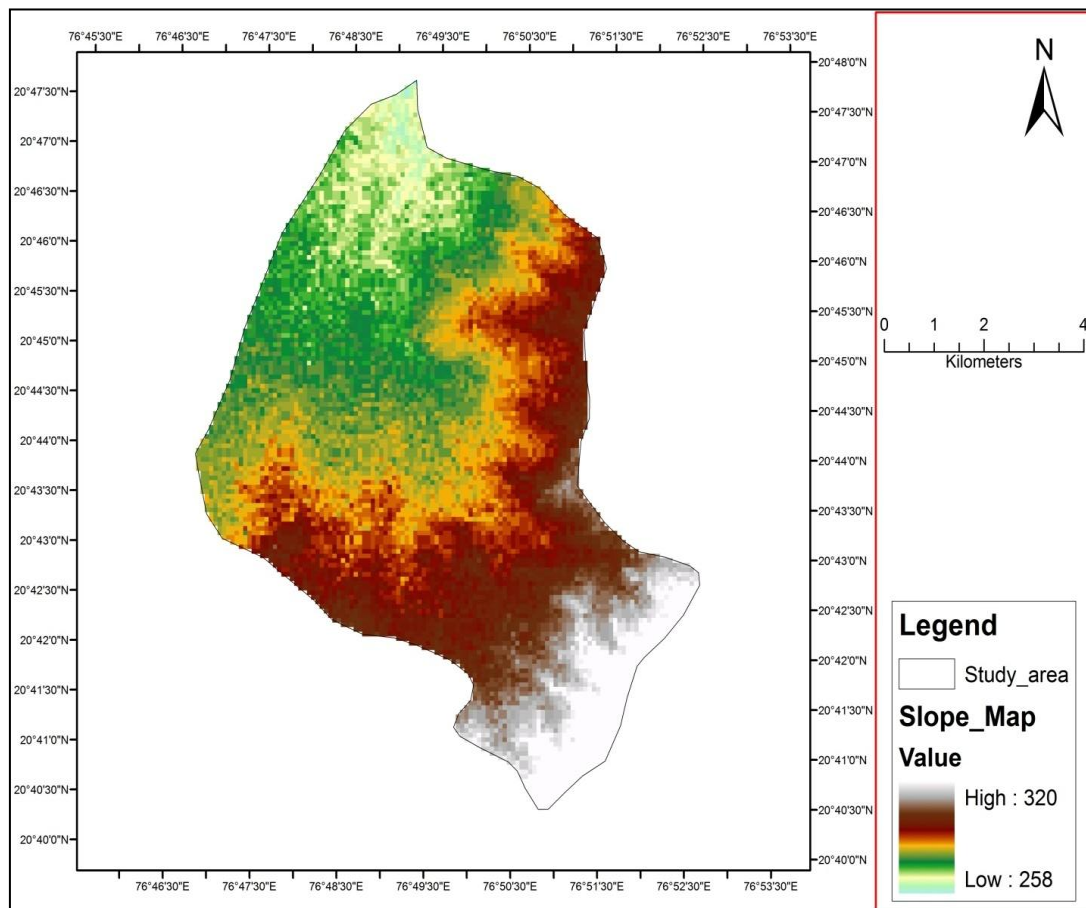 76°45'30"E 76°46'30"E 76°47'30"E 76°48'30"E 76°49'30"E 76°50'30"E 76°51'30"E 76°52'30"E 76°53'30"E
20°47'30"N
20°47'0"N
20°46'30"N
20°46'0"N
20°45'30"N
20°45'0"N
20°44'30"N
20°44'0"N
20°43'30"N
20°43'0"N
20°42'30"N
20°42'0"N
20°41'30"N
20°41'0"N
20°40'30"N
20°40'0"N
20°48'0"N
20°47'30"N
20°47'0"N
20°46'30"N
20°46'0"N
20°45'30"N
20°45'0"N
20°44'30"N
20°44'0"N
20°43'30"N
20°43'0"N
20°42'30"N
20°42'0"N
20°41'30"N
20°41'0"N
20°40'30"N
20°40'0"N
76°46'30"E 76°47'30"E 76°48'30"E 76°49'30"E 76°50'30"E 76°51'30"E 76°52'30"E 76°53'30"E
N
0 1 2 4
Kilometers
Legend
Study_area
Slope_Map
Value
High : 320
Low : 258